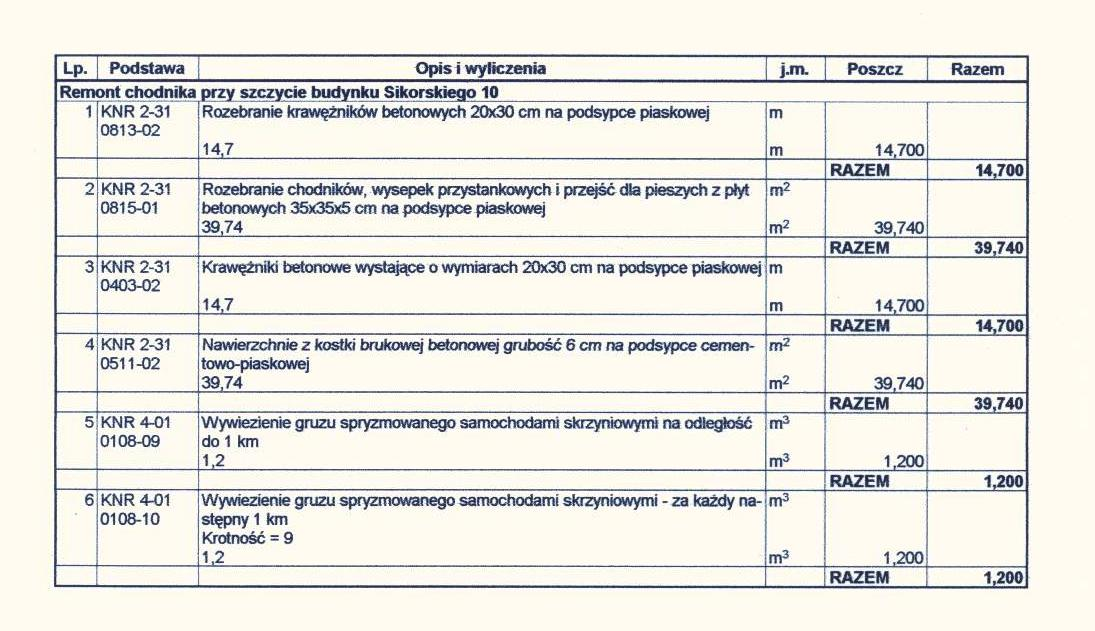 Lp. Podstawa Opis i wyliczenia j.m. Poszcz Razem
Remont chodnika przy szczycie budynku Sikorskiego 10
1 KNR 2-31 Rozebranie krawężników betonowych 20x30 cm na podsypce piaskowej m
0813-02
14,7 m 14,700
RAZEM 14,700
2 KNR 2-31 Rozebranie chodników, wysepek przystankowych i przejść dla pieszych z płyt m²
0815-01 betonowych 35x35x5 cm na podsypce piaskowej
39,74 m² 39,740
RAZEM 39,740
3 KNR 2-31 Krawężniki betonowe wystające o wymiarach 20x30 cm na podsypce piaskowej m
0403-02
14,7 m 14,700
RAZEM 14,700
4 KNR 2-31 Nawierzchnie z kostki brukowej betonowej grubość 6 cm na podsypce cemen- m²
0511-02 towo-piaskowej
39,74 m² 39,740
RAZEM 39,740
5 KNR 4-01 Wywiezienie gruzu spryzmowanego samochodami skrzyniowymi na odległość m³
0108-09 do 1 km
1,2 m³ 1,200
RAZEM 1,200
6 KNR 4-01 Wywiezienie gruzu spryzmowanego samochodami skrzyniowymi - za każdy na- m³
0108-10 stępny 1 km
Krotność = 9
1,2 m³ 1,200
RAZEM 1,200